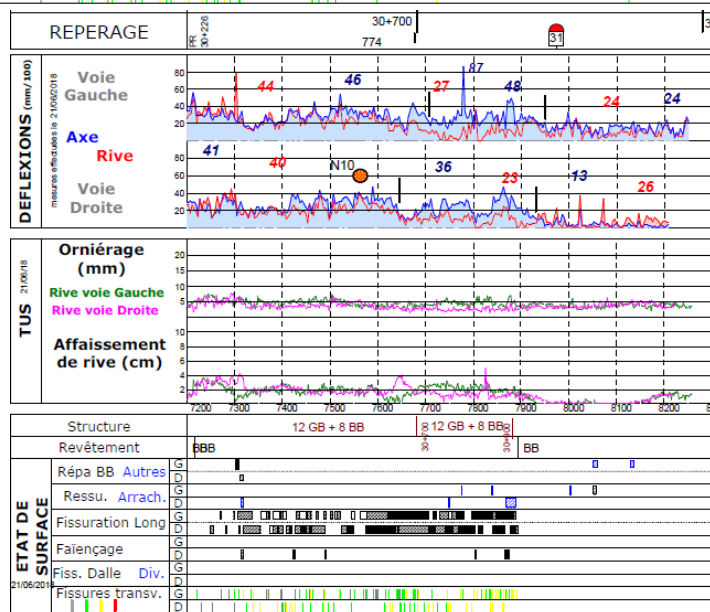 REPERAGE
PR
30+226
30+700
774
31
3
DEFLEXIONS (mm/100)
mesures effectuées le 21/06/2018
Voie
Gauche
Axe
Rive
Voie
Droite
80
60
40
20
44
46
27
87
48
24
24
80
60
40
20
41
40
N10
36
23
13
26
TUS 21/06/18
Orniérage
(mm)
Rive voie Gauche
Rive voie Droite
Affaissement
de rive (cm)
20
15
10
5
10
8
6
4
2
7200 7300 7400 7500 7600 7700 7800 7900 8000 8100 8200
Structure
12 GB + 8 BB
30+700
12 GB + 8 BB
30+900
Revêtement
BBB
BB
ETAT DE
SURFACE
21/06/2018
Répa BB Autres
G
D
Ressu. Arrach.
G
D
Fissuration Long
G
D
Faïençage
G
D
Fiss. Dalle Div.
G
D
Fissures transv.
G
D